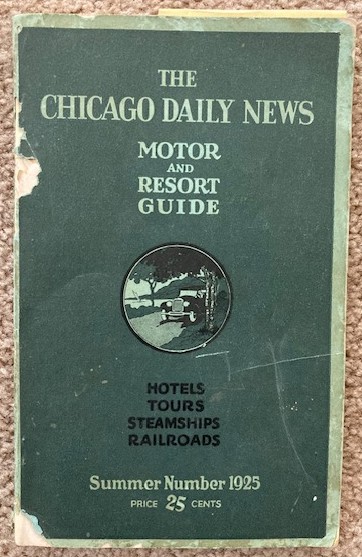 THE
CHICAGO DAILY NEWS
MOTOR
AND
RESORT
GUIDE
HOTELS
TOURS
STEAMSHIPS
RAILROADS
Summer Number 1925
PRICE 25 CENTS